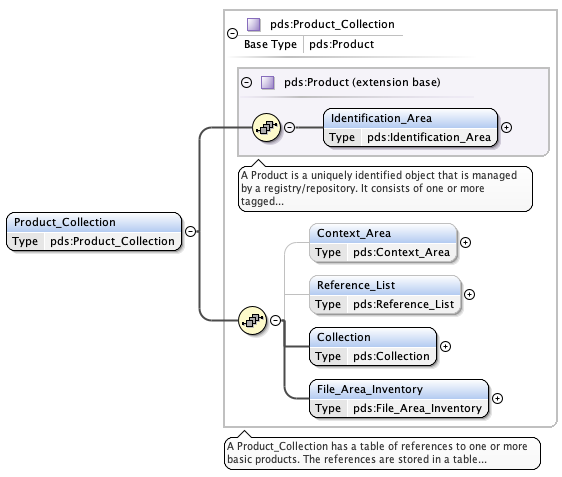 pds:Product_Collection
Base Type pds:Product
pds:Product (extension base)
Identification_Area
Type pds:Identification_Area
A Product is a uniquely identified object that is managed
by a registry/repository. It consists of one or more
tagged...
Product_Collection
Type pds:Product_Collection
Context_Area
Type pds:Context_Area
Reference_List
Type pds:Reference_List
Collection
Type pds:Collection
File_Area_Inventory
Type pds:File_Area_Inventory
A Product_Collection has a table of references to one or more
basic products. The references are stored in a table...